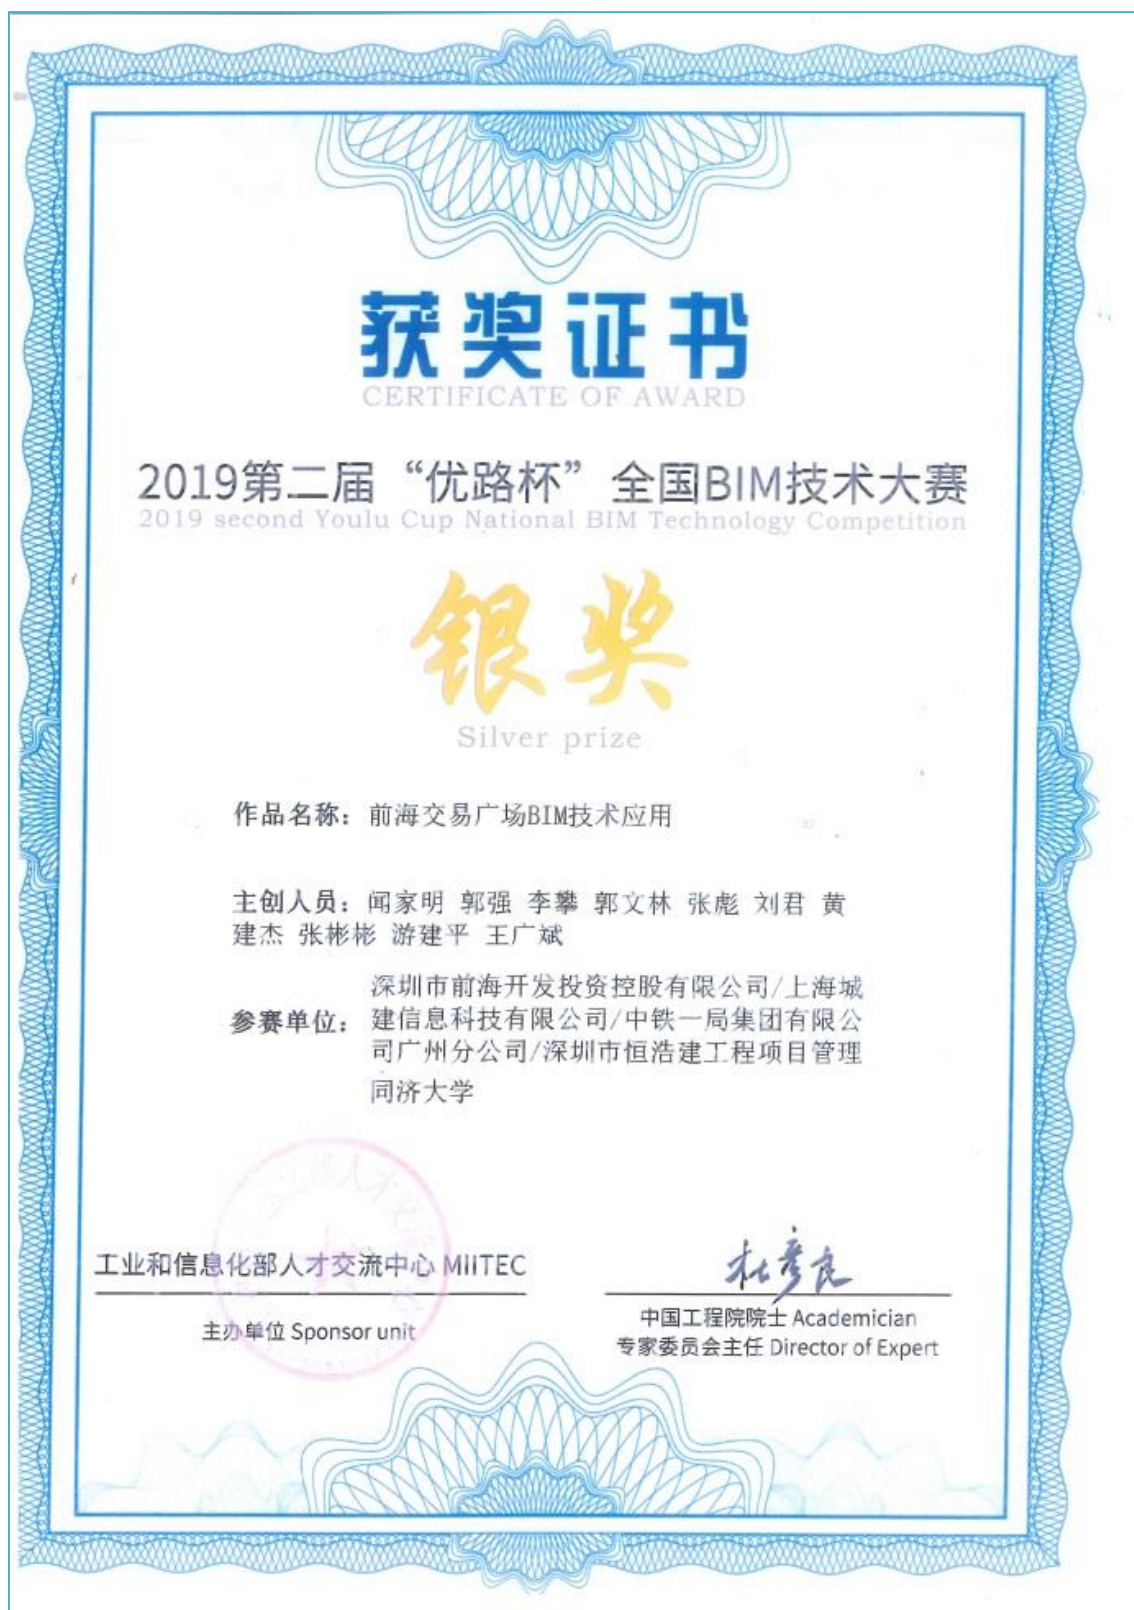 获奖证书
CERTIFICATE OF AWARD
2019第二届“优路杯”全国BIM技术大赛
2019 second Youlu Cup National BIM Technology Competition
银奖
Silver prize
作品名称：前海交易广场BIM技术应用
主创人员：闻家明 郭强 李攀 郭文林 张彪 刘君 黄
建杰 张彬彬 游建平 王广斌
参赛单位：
深圳市前海开发投资控股有限公司/上海城
建信息科技有限公司/中铁一局集团有限公
司广州分公司/深圳市恒浩建工程项目管理
同济大学
工业和信息化部人才交流中心 MIITEC
主办单位 Sponsor unit
杜彦良
中国工程院院士 Academician
专家委员会主任 Director of Expert